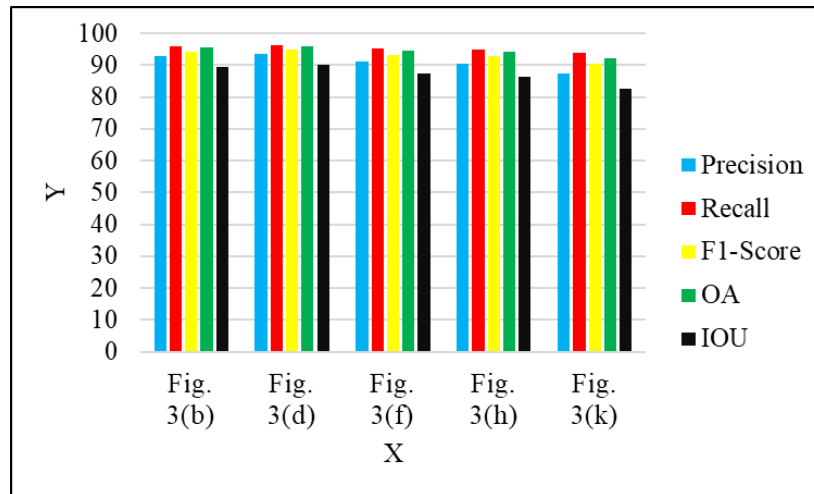 100
90
80
70
60
50
40
30
20
10
0
Y
Fig.
3(b)
Fig.
3(d)
Fig.
3(f)
Fig.
3(h)
Fig.
3(k)
X
Precision
Recall
F1-Score
OA
IOU